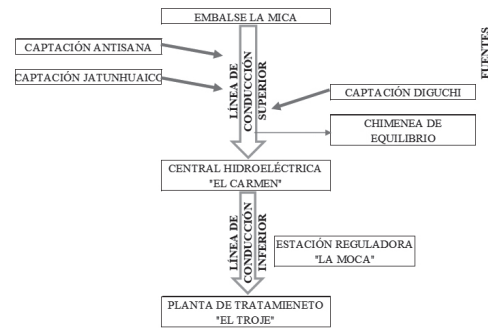 EMBALSE LA MICA
CAPTACIÓN ANTISANA
CAPTACIÓN JATUNHUAICO
LÍNEA DE
CONDUCCIÓN
SUPERIOR
CAPTACIÓN DIGUCHI
CHIMENEA DE
EQUILIBRIO
FUENTES
CENTRAL HIDROELÉCTRICA
"EL CARMEN"
LÍNEA DE
CONDUCCIÓN
INFERIOR
ESTACIÓN REGULADORA
"LA MOCA"
PLANTA DE TRATAMIENETO
"EL TROJE"